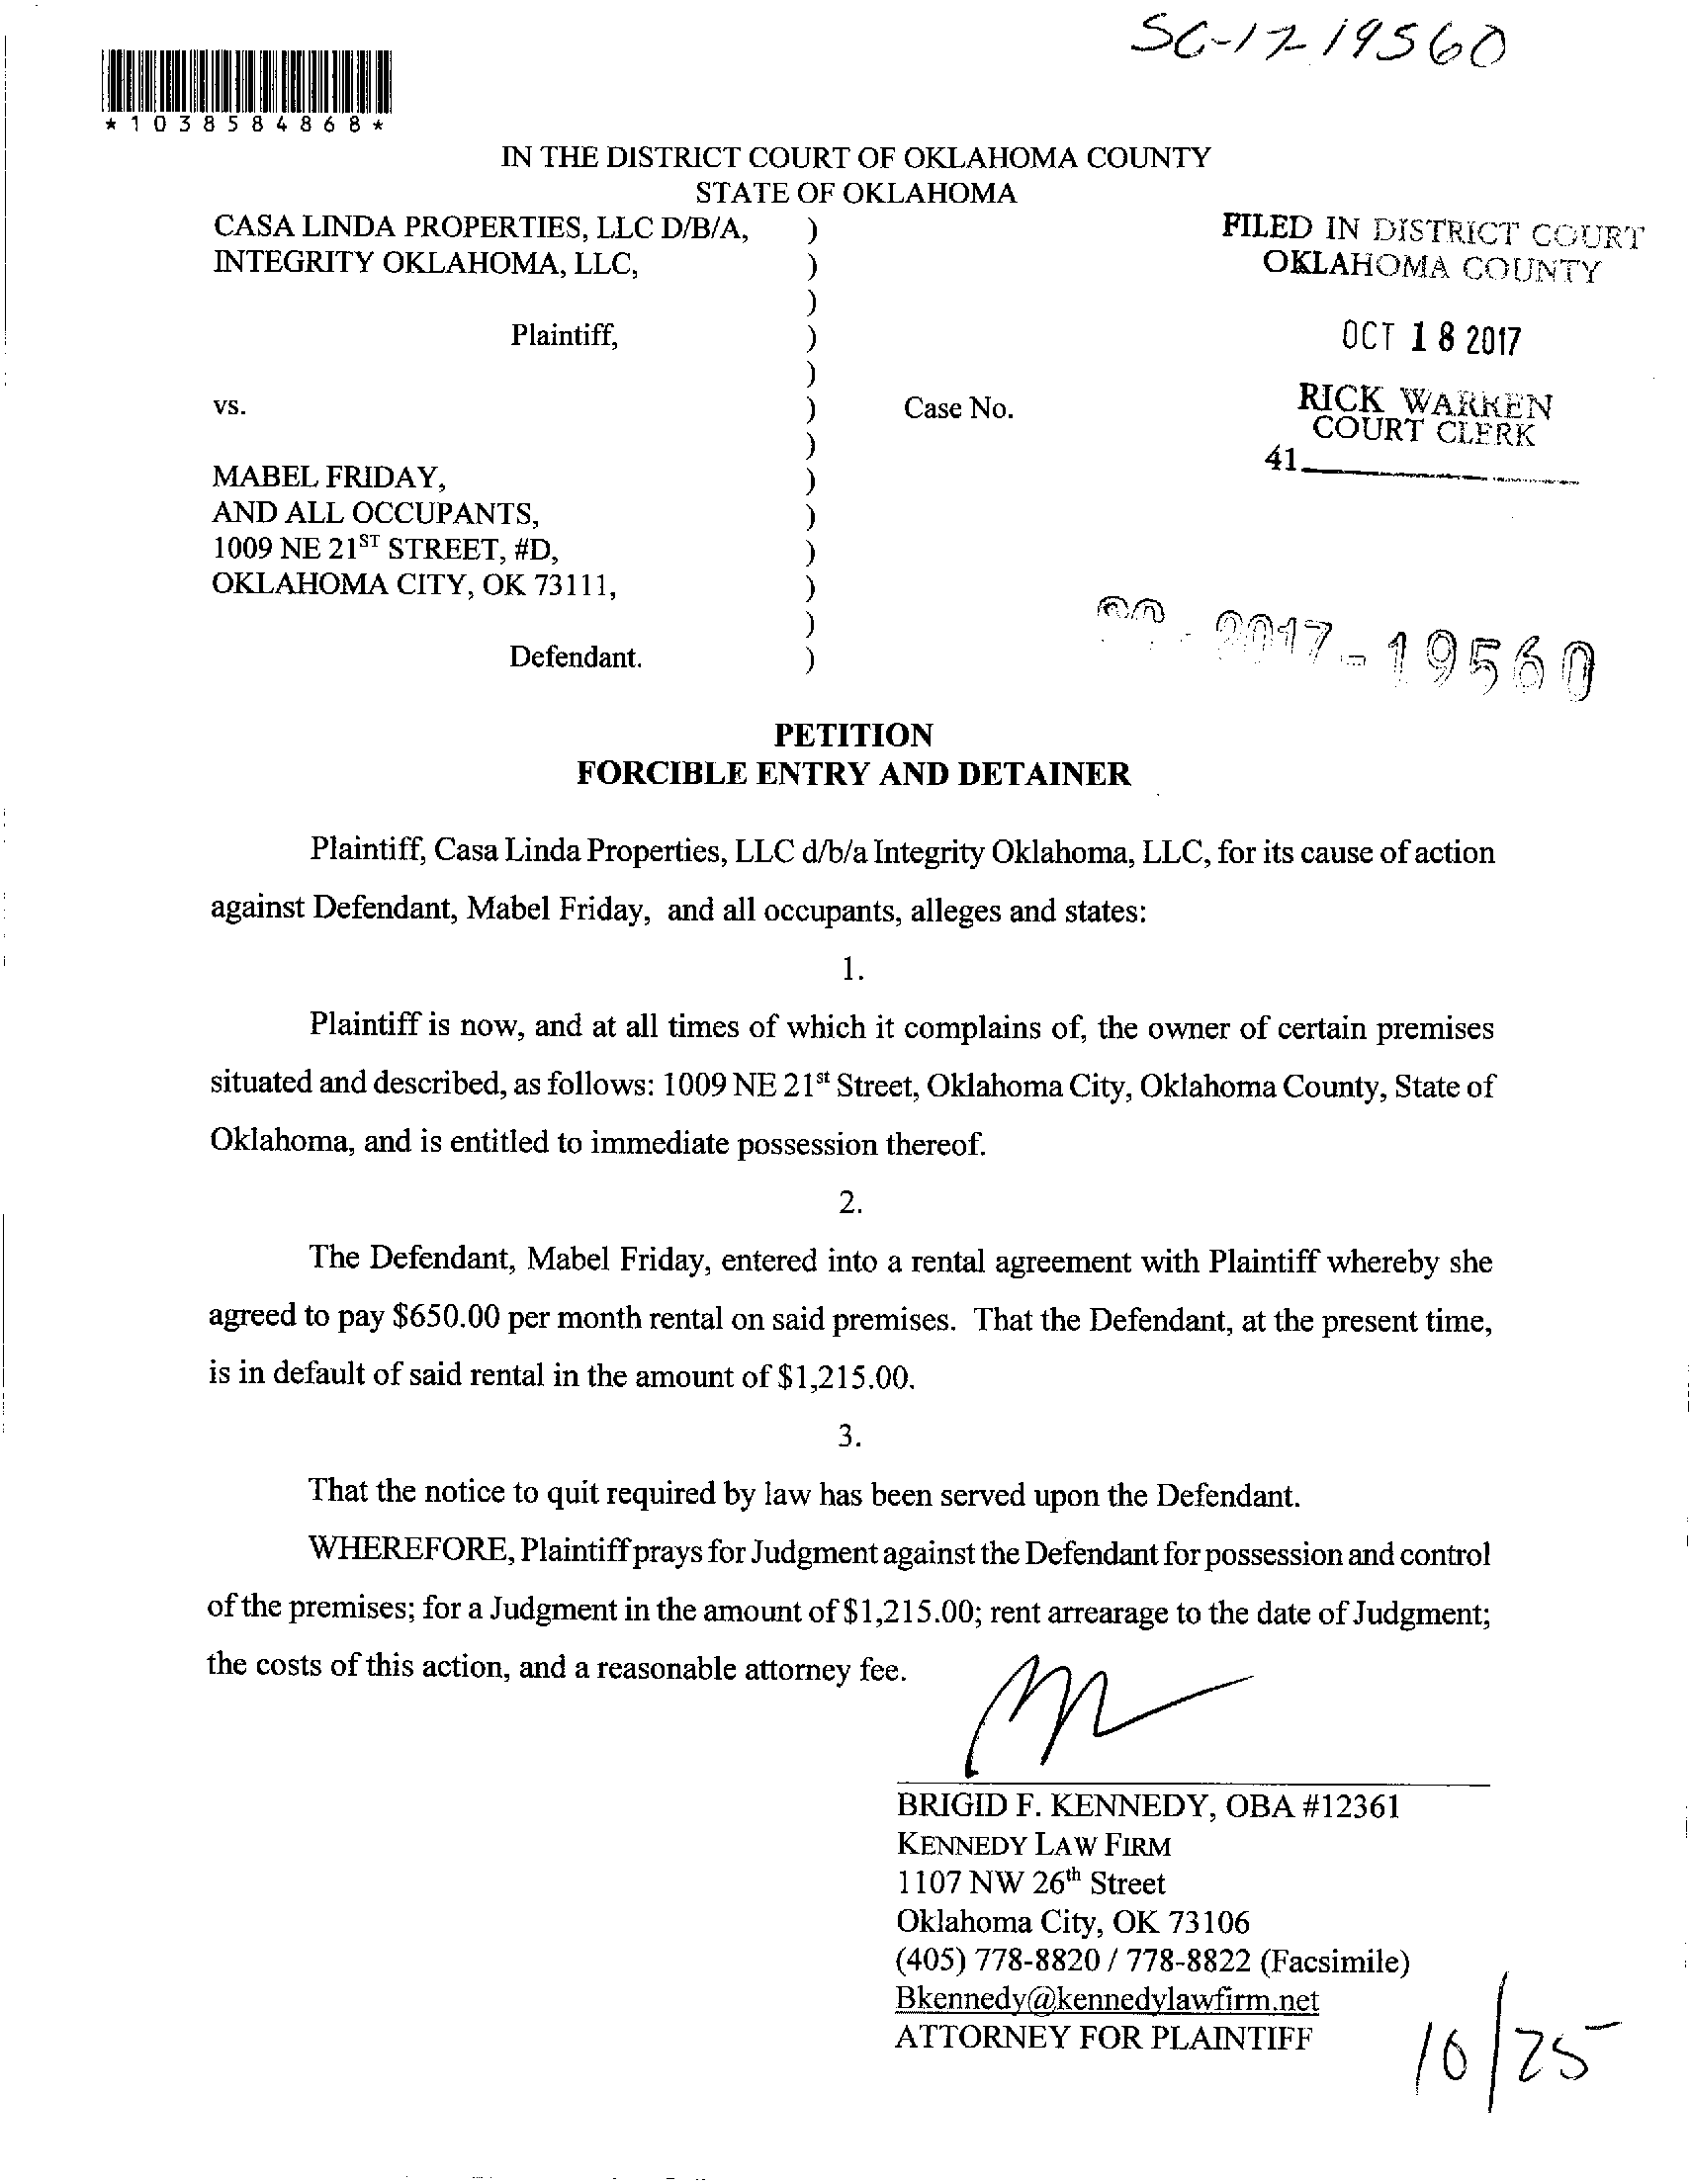 SC-17-19560
*1038584868*
IN THE DISTRICT COURT OF OKLAHOMA COUNTY
STATE OF OKLAHOMA
CASA LINDA PROPERTIES, LLC D/B/A, )
INTEGRITY OKLAHOMA, LLC, )
)
Plaintiff, )
)
vs. ) Case No.
)
MABEL FRIDAY, )
AND ALL OCCUPANTS, )
1009 NE 21ST STREET, #D, )
OKLAHOMA CITY, OK 73111, )
)
Defendant. )
FILED IN DISTRICT COURT
OKLAHOMA COUNTY
OCT 18 2017
RICK WARREN
COURT CLERK
41
2017-19560
PETITION
FORCIBLE ENTRY AND DETAINER
Plaintiff, Casa Linda Properties, LLC d/b/a Integrity Oklahoma, LLC, for its cause of action
against Defendant, Mabel Friday, and all occupants, alleges and states:
1.
Plaintiff is now, and at all times of which it complains of, the owner of certain premises
situated and described, as follows: 1009 NE 21st Street, Oklahoma City, Oklahoma County, State of
Oklahoma, and is entitled to immediate possession thereof.
2.
The Defendant, Mabel Friday, entered into a rental agreement with Plaintiff whereby she
agreed to pay $650.00 per month rental on said premises. That the Defendant, at the present time,
is in default of said rental in the amount of $1,215.00.
3.
That the notice to quit required by law has been served upon the Defendant.
WHEREFORE, Plaintiff prays for Judgment against the Defendant for possession and control
of the premises; for a Judgment in the amount of $1,215.00; rent arrearage to the date of Judgment;
the costs of this action, and a reasonable attorney fee.
BRIGID F. KENNEDY, OBA #12361
KENNEDY LAW FIRM
1107 NW 26th Street
Oklahoma City, OK 73106
(405) 778-8820 / 778-8822 (Facsimile)
Bkennedy@kennedylawfirm.net
ATTORNEY FOR PLAINTIFF
10/25